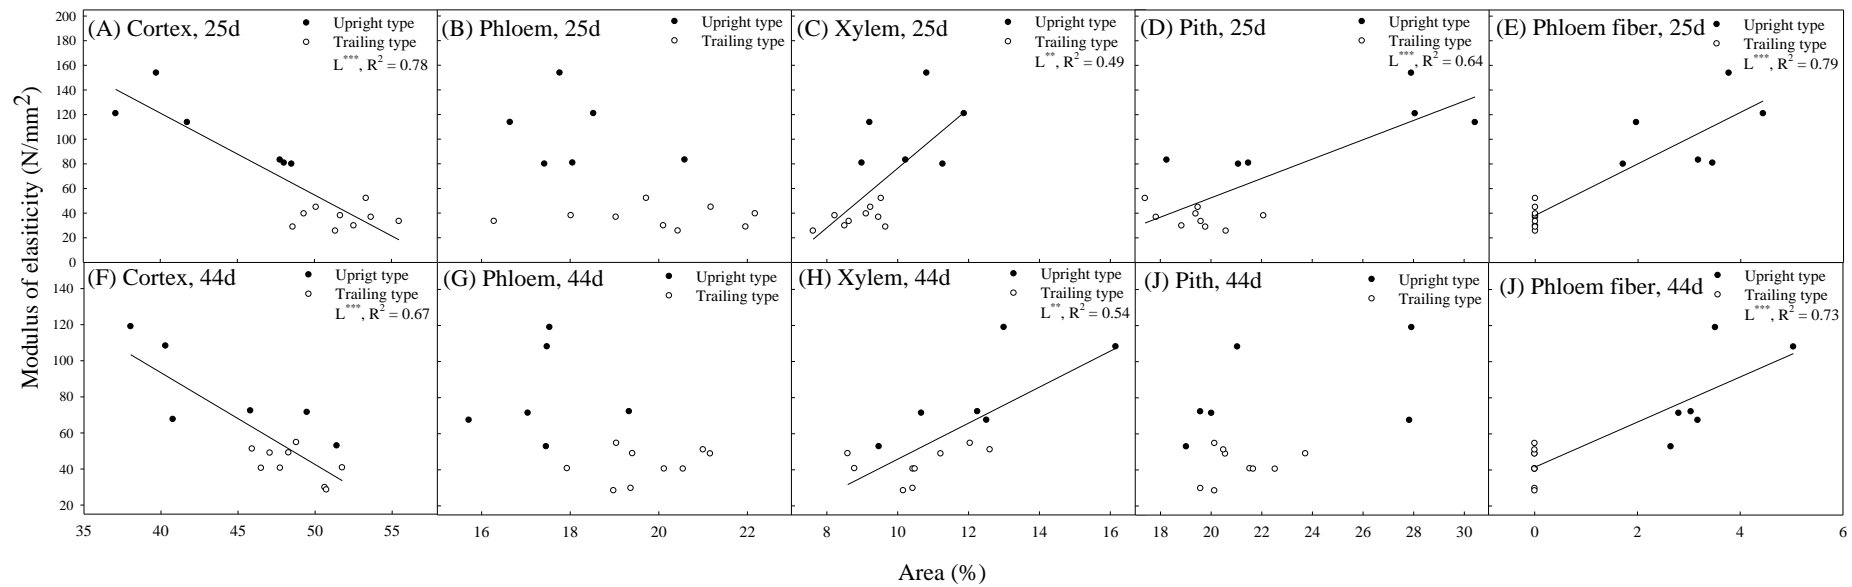 Modulus of elasiticity (N/mm2)
200
180
160
140
120
100
80
60
40
20
0
(A) Cortex, 25d
Upright type
Trailing type
L***, R2 = 0.78
(B) Phloem, 25d
Upright type
Trailing type
(C) Xylem, 25d
Upright type
Trailing type
L**, R2 = 0.49
(D) Pith, 25d
Upright type
Trailing type
L***, R2 = 0.64
(E) Phloem fiber, 25d
Upright type
Trailing type
L***, R2 = 0.79
140
120
100
80
60
40
20
(F) Cortex, 44d
Uprigt type
Trailing type
L***, R2 = 0.67
(G) Phloem, 44d
Upright type
Trailing type
(H) Xylem, 44d
Upright type
Trailing type
L**, R2 = 0.54
(J) Pith, 44d
Upright type
Trailing type
(J) Phloem fiber, 44d
Upright type
Trailing type
L***, R2 = 0.73
35 40 45 50 55
16 18 20 22
8 10 12 14 16
18 20 22 24 26 28 30
0 2 4 6
Area (%)